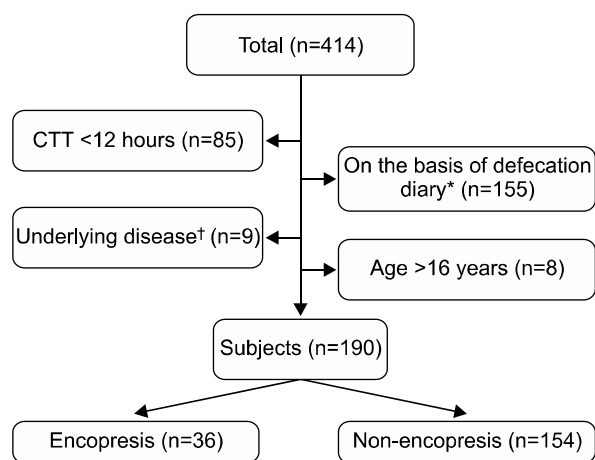 Total (n=414)
CTT <12 hours (n=85)
On the basis of defecation
diary* (n=155)
Underlying disease† (n=9)
Age >16 years (n=8)
Subjects (n=190)
Encopresis (n=36)
Non-encopresis (n=154)